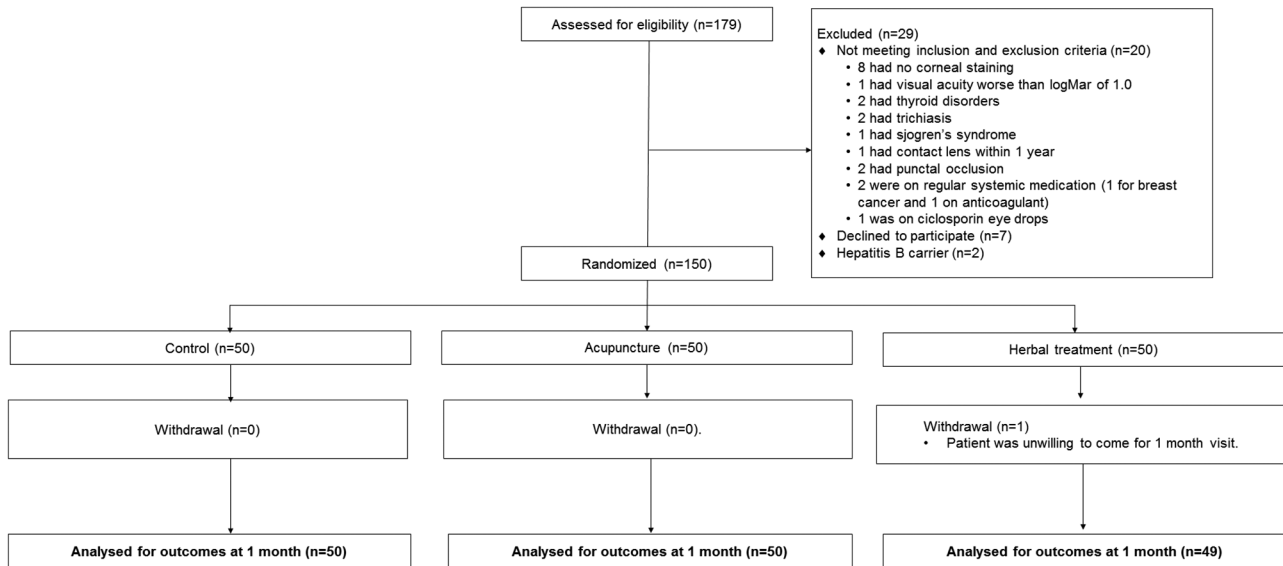 Assessed for eligibility (n=179)
Excluded (n=29)
♦ Not meeting inclusion and exclusion criteria (n=20)
• 8 had no corneal staining
• 1 had visual acuity worse than logMar of 1.0
• 2 had thyroid disorders
• 2 had trichiasis
• 1 had sjogren's syndrome
• 1 had contact lens within 1 year
• 2 had punctal occlusion
• 2 were on regular systemic medication (1 for breast
cancer and 1 on anticoagulant)
• 1 was on ciclosporin eye drops
♦ Declined to participate (n=7)
♦ Hepatitis B carrier (n=2)
Randomized (n=150)
Control (n=50)
Acupuncture (n=50)
Herbal treatment (n=50)
Withdrawal (n=0)
Withdrawal (n=0).
Withdrawal (n=1)
• Patient was unwilling to come for 1 month visit.
Analysed for outcomes at 1 month (n=50)
Analysed for outcomes at 1 month (n=50)
Analysed for outcomes at 1 month (n=49)